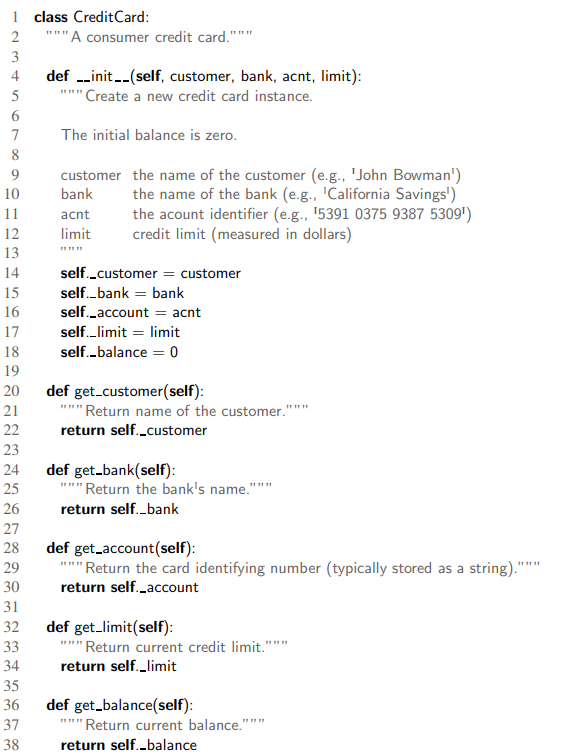 1 class CreditCard:
2 """A consumer credit card."""
3
4 def __init__(self, customer, bank, acnt, limit):
5 """Create a new credit card instance.
6
7 The initial balance is zero.
8
9 customer the name of the customer (e.g., 'John Bowman')
10 bank the name of the bank (e.g., 'California Savings')
11 acnt the acount identifier (e.g., '5391 0375 9387 5309')
12 limit credit limit (measured in dollars)
13 """
14 self._customer = customer
15 self._bank = bank
16 self._account = acnt
17 self._limit = limit
18 self._balance = 0
19
20 def get_customer(self):
21 """Return name of the customer."""
22 return self._customer
23
24 def get_bank(self):
25 """Return the bank's name."""
26 return self._bank
27
28 def get_account(self):
29 """Return the card identifying number (typically stored as a string)."""
30 return self._account
31
32 def get_limit(self):
33 """Return current credit limit."""
34 return self._limit
35
36 def get_balance(self):
37 """Return current balance."""
38 return self._balance